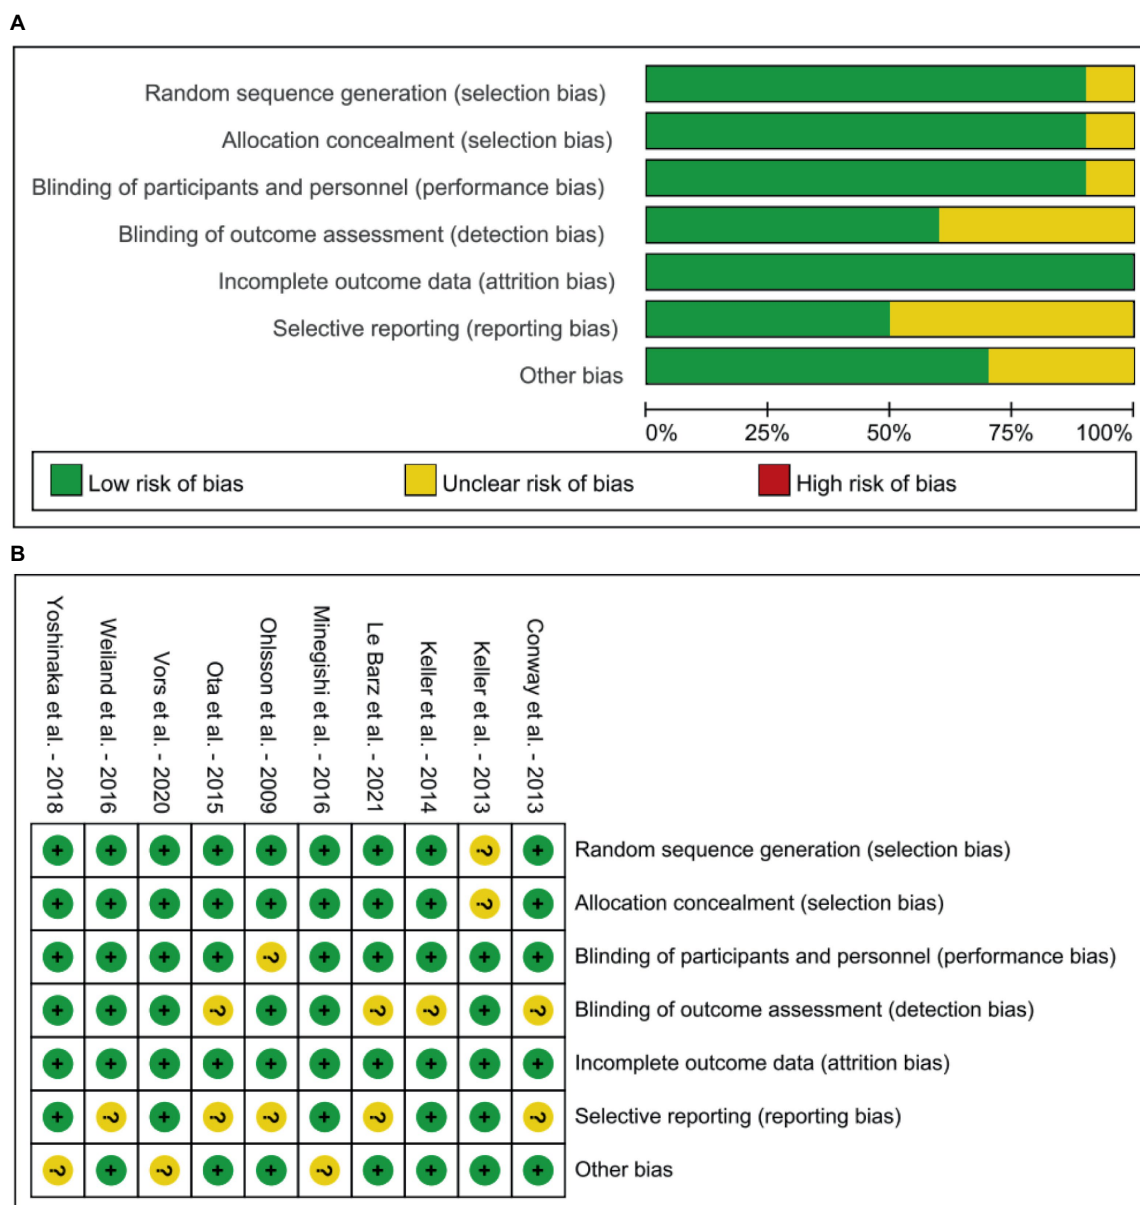 A
Random sequence generation (selection bias)
Allocation concealment (selection bias)
Blinding of participants and personnel (performance bias)
Blinding of outcome assessment (detection bias)
Incomplete outcome data (attrition bias)
Selective reporting (reporting bias)
Other bias
0% 25% 50% 75% 100%
Low risk of bias Unclear risk of bias High risk of bias
B
Yoshinaka et al. - 2018
Weiland et al. - 2016
Vors et al. - 2020
Ota et al. - 2015
Ohlsson et al. - 2009
Minegishi et al. - 2016
Le Barz et al. - 2021
Keller et al. - 2014
Keller et al. - 2013
Conway et al. - 2013
+ + + + + + + + ? + Random sequence generation (selection bias)
+ + + + + + + + ? + Allocation concealment (selection bias)
+ + + + ? + + + + + Blinding of participants and personnel (performance bias)
+ + + ? + + ? ? + ? Blinding of outcome assessment (detection bias)
+ + + + + + + + + + Incomplete outcome data (attrition bias)
+ ? + ? ? + ? + + ? Selective reporting (reporting bias)
? + ? + + ? + + + + Other bias